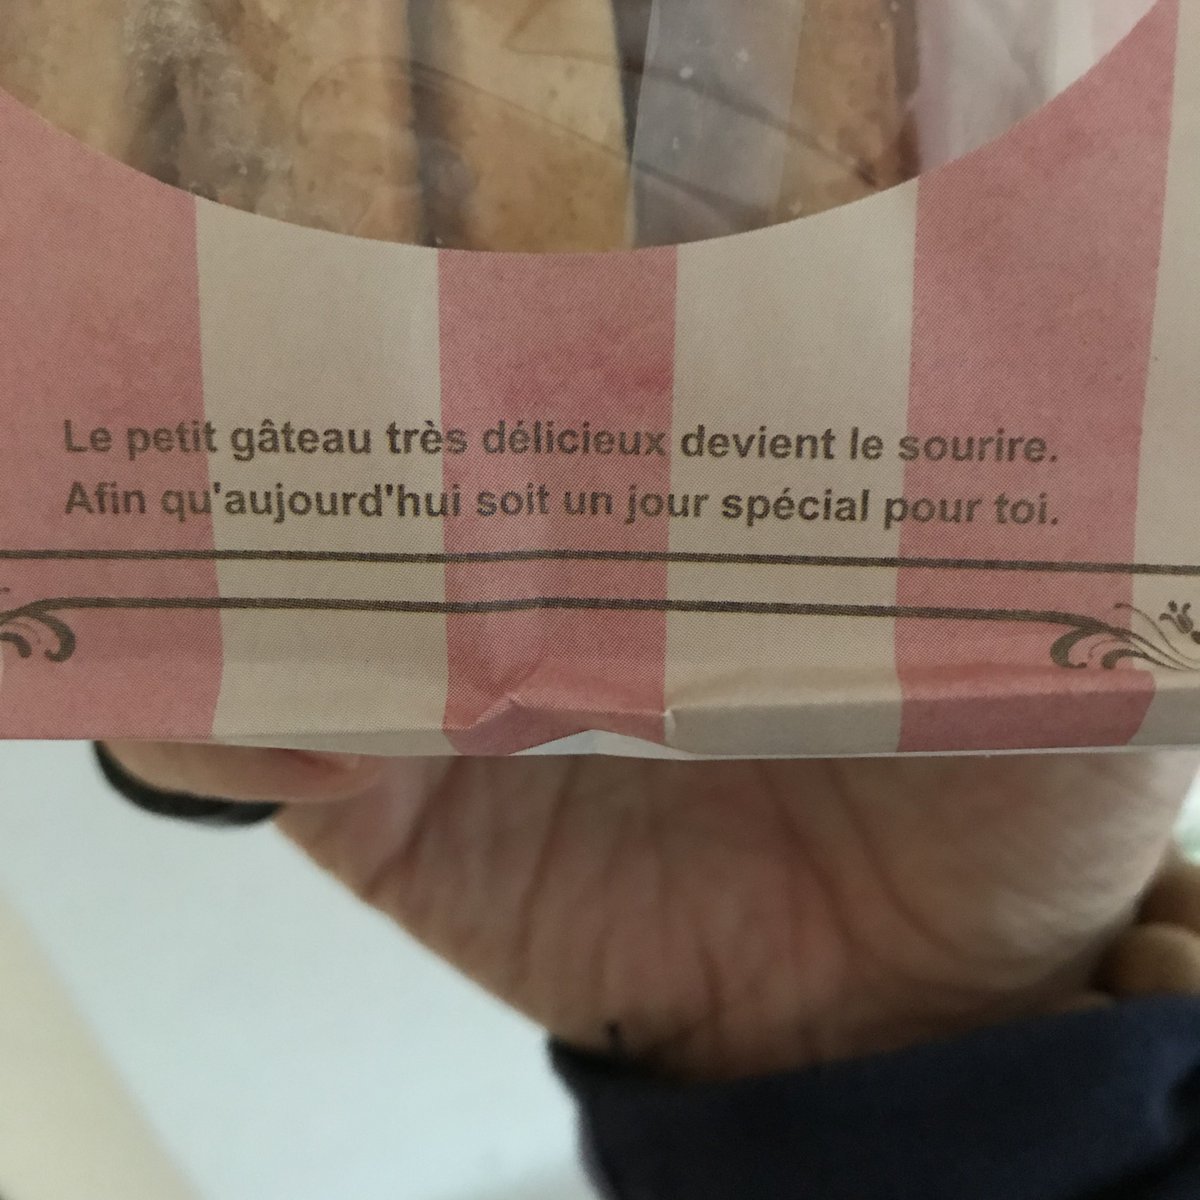 Le petit gâteau très délicieux devient le sourire.
Afin qu'aujourd'hui soit un jour spécial pour toi.